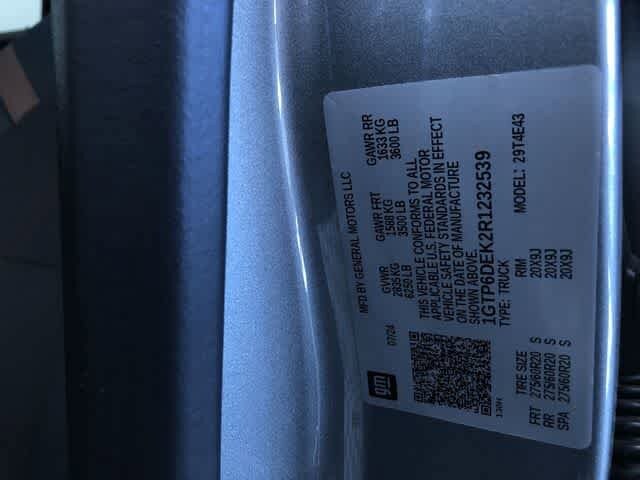 MFD BY GENERAL MOTORS LLC
07/24
GVWR GAWR FRT GAWR RR
2835 KG 1588 KG 1633 KG
6250 LB 3500 LB 3600 LB
THIS VEHICLE CONFORMS TO ALL
APPLICABLE U.S. FEDERAL MOTOR
VEHICLE SAFETY STANDARDS IN EFFECT
ON THE DATE OF MANUFACTURE
SHOWN ABOVE.
1GTP6DEK2R1232539
TYPE: TRUCK MODEL: 29T4E43
gm
TIRE SIZE RIM
FRT 275/60R20 S 20X9J
RR 275/60R20 S 20X9J
SPA 275/60R20 S 20X9J